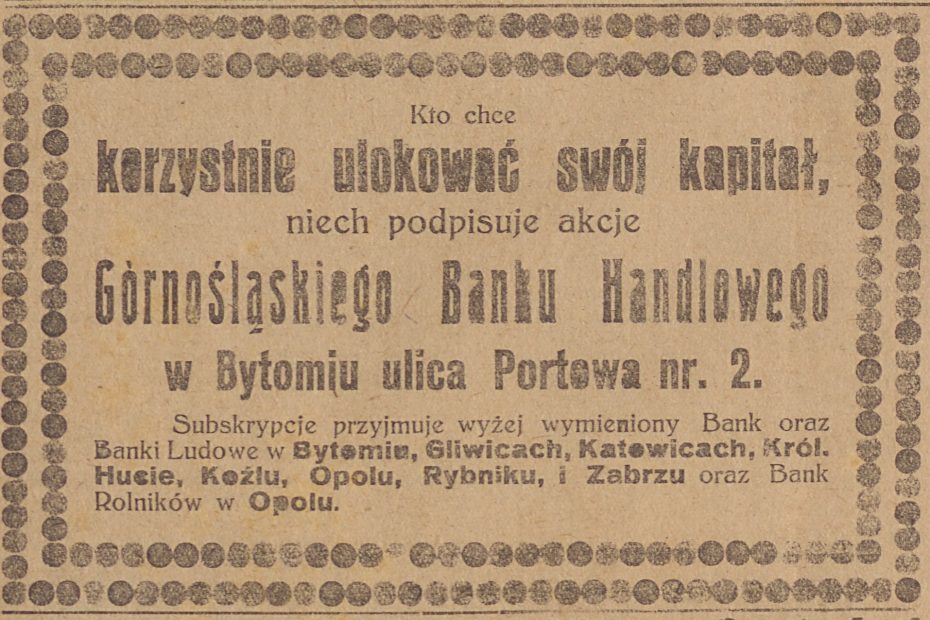 Kto chce
korzystnie ulokować swój kapitał,
niech podpisuje akcje
Górnośląskiego Banku Handlowego
w Bytomiu ulica Portowa nr. 2.
Subskrypcje przyjmuje wyżej wymieniony Bank oraz
Banki Ludowe w Bytomiu, Gliwicach, Katowicach, Król.
Hucie, Koźlu, Opolu, Rybniku, i Zabrzu oraz Bank
Rolników w Opolu.